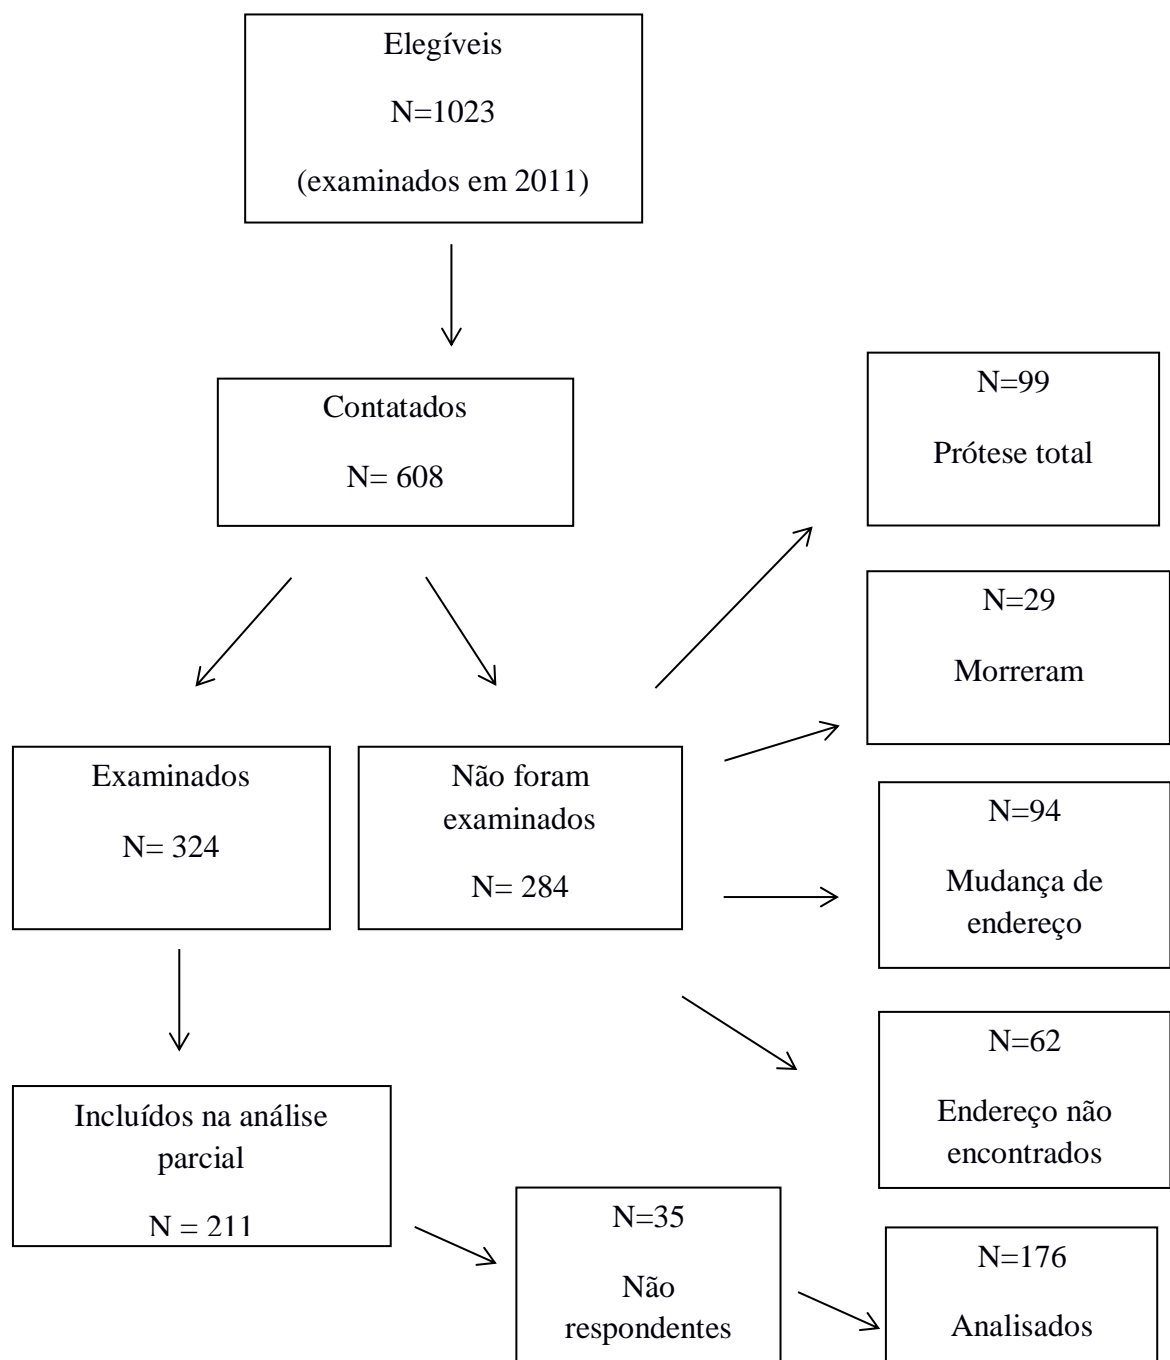 Elegíveis
N=1023
(examinados em 2011)
Contatados
N= 608
N=99
Prótese total
N=29
Morreram
Examinados
N= 324
Não foram
examinados
N= 284
N=94
Mudança de
endereço
N=62
Endereço não
encontrados
Incluídos na análise
parcial
N = 211
N=35
Não
respondentes
N=176
Analisados